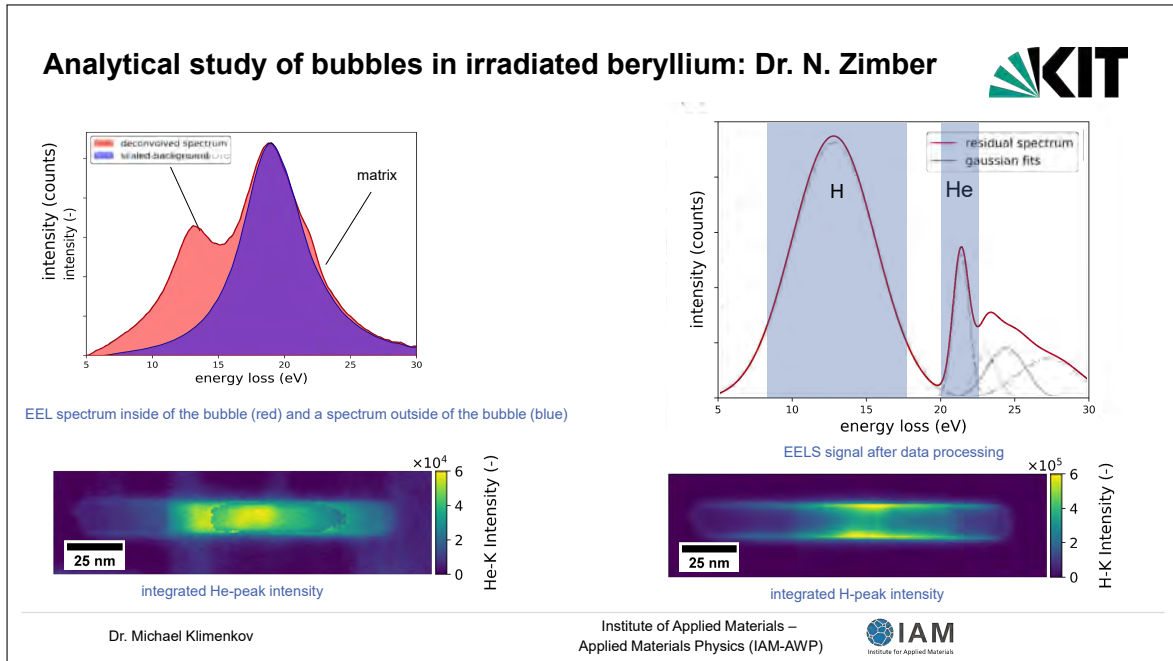 Analytical study of bubbles in irradiated beryllium: Dr. N. Zimber
KIT
deconvolved spectrum
scaled background
matrix
intensity (counts)
intensity (-)
5 10 15 20 25 30
energy loss (eV)
EEL spectrum inside of the bubble (red) and a spectrum outside of the bubble (blue)
residual spectrum
gaussian fits
H
He
intensity (counts)
5 10 15 20 25 30
energy loss (eV)
EELS signal after data processing
×10⁴
6
4
2
0
He-K Intensity (-)
25 nm
integrated He-peak intensity
×10⁵
6
4
2
0
H-K Intensity (-)
25 nm
integrated H-peak intensity
Dr. Michael Klimenkov
Institute of Applied Materials –
Applied Materials Physics (IAM-AWP)
IAM
Institute for Applied Materials